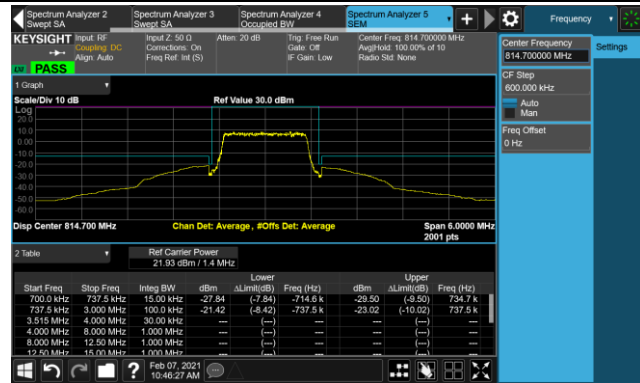 Spectrum Analyzer 2
Swept SA
Spectrum Analyzer 3
Swept SA
Spectrum Analyzer 4
Occupied BW
Spectrum Analyzer 5
SEM
Frequency
KEYSIGHT
Input: RF
Coupling: DC
Align: Auto
Input Z: 50 Ω
Corrections: On
Freq Ref: Int (S)
Atten: 20 dB
Trig: Free Run
Gate: Off
IF Gain: Low
Center Freq: 814.700000 MHz
Avg|Hold: 100.00% of 10
Radio Std: None
PASS
Center Frequency
814.700000 MHz
Settings
CF Step
600.000 kHz
Auto
Man
Freq Offset
0 Hz
1 Graph
Scale/Div 10 dB
Ref Value 30.0 dBm
Log
20.0
10.0
0.00
-10.0
-20.0
-30.0
-40.0
-50.0
-60.0
Disp Center 814.700 MHz
Chan Det: Average , #Offs Det: Average
Span 6.0000 MHz
2001 pts
2 Table
Ref Carrier Power
21.93 dBm / 1.4 MHz
Lower Upper
Start Freq Stop Freq Integ BW dBm ΔLimit(dB) Freq (Hz) dBm ΔLimit(dB) Freq (Hz)
700.0 kHz 737.5 kHz 15.00 kHz -27.84 (-7.84) -714.6 k -29.50 (-9.50) 734.7 k
737.5 kHz 3.000 MHz 100.0 kHz -21.42 (-8.42) -737.5 k -23.02 (-10.02) 737.5 k
3.515 MHz 4.000 MHz 30.00 kHz --- (---) --- --- (---) ---
4.000 MHz 8.000 MHz 1.000 MHz --- (---) --- --- (---) ---
8.000 MHz 12.50 MHz 1.000 MHz --- (---) --- --- (---) ---
12.50 MHz 15.00 MHz 1.000 MHz --- (---) --- --- (---) ---
Feb 07, 2021
10:46:27 AM